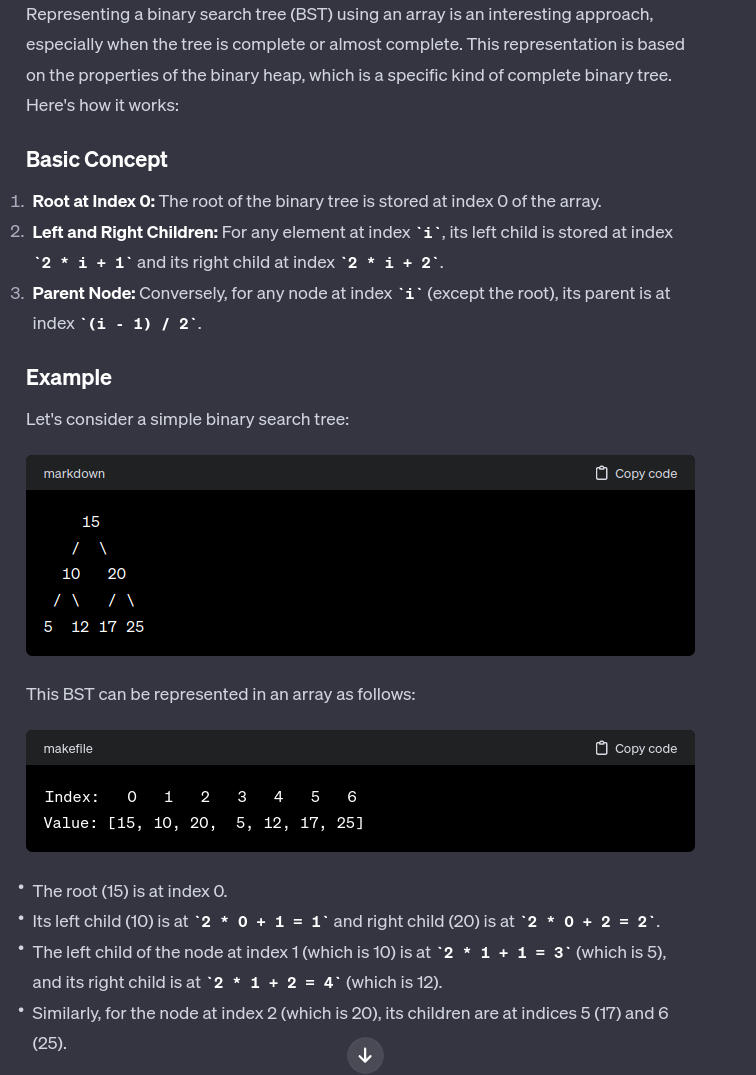 Representing a binary search tree (BST) using an array is an interesting approach,
especially when the tree is complete or almost complete. This representation is based
on the properties of the binary heap, which is a specific kind of complete binary tree.
Here's how it works:
Basic Concept
1. Root at Index 0: The root of the binary tree is stored at index 0 of the array.
2. Left and Right Children: For any element at index `i`, its left child is stored at index
`2 * i + 1` and its right child at index `2 * i + 2`.
3. Parent Node: Conversely, for any node at index `i` (except the root), its parent is at
index `(i - 1) / 2`.
Example
Let's consider a simple binary search tree:
markdown Copy code
15
/ \
10 20
/ \ / \
5 12 17 25
This BST can be represented in an array as follows:
makefile Copy code
Index: 0 1 2 3 4 5 6
Value: [15, 10, 20, 5, 12, 17, 25]
• The root (15) is at index 0.
• Its left child (10) is at `2 * 0 + 1 = 1` and right child (20) is at `2 * 0 + 2 = 2`.
• The left child of the node at index 1 (which is 10) is at `2 * 1 + 1 = 3` (which is 5),
and its right child is at `2 * 1 + 2 = 4` (which is 12).
• Similarly, for the node at index 2 (which is 20), its children are at indices 5 (17) and 6
(25).